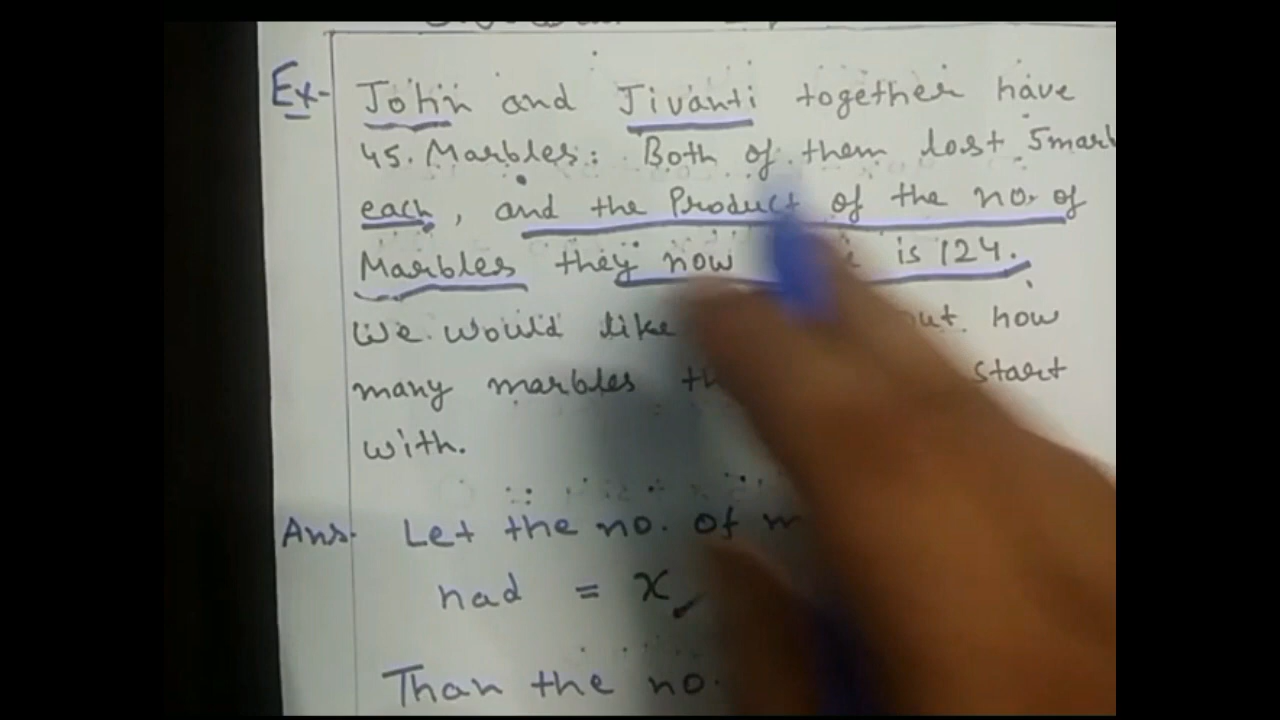 Ex- John and Jivanti together have
45. Marbles: Both of them lost 5 marb
each, and the Product of the no. of
Marbles they now is 124.
We would like out how
many marbles start
with.
Ans. Let the no. of m
had = x
Than the no.